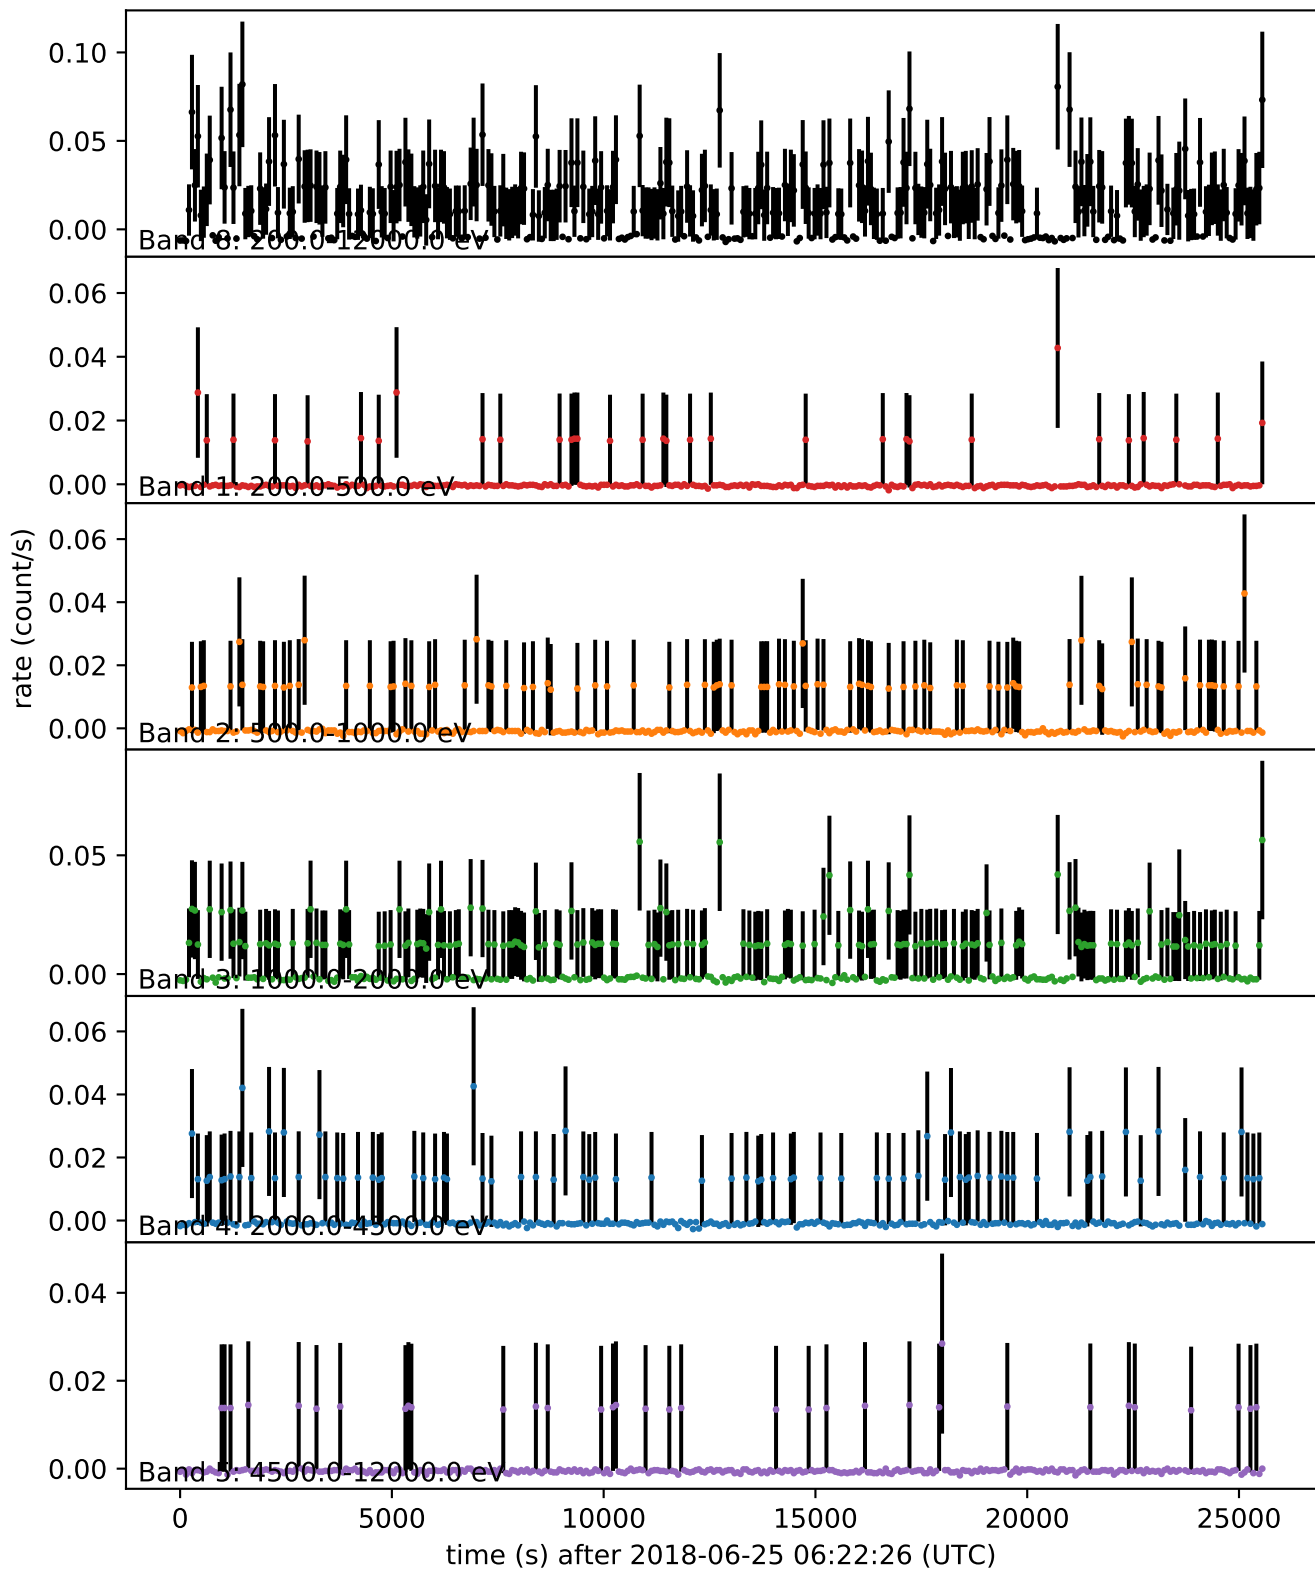 0.10
0.05
0.00
Band 8: 200.0-12000.0 eV
0.06
0.04
0.02
0.00
Band 1: 200.0-500.0 eV
0.06
0.04
0.02
0.00
Band 2: 500.0-1000.0 eV
rate (count/s)
0.05
0.00
Band 3: 1000.0-2000.0 eV
0.06
0.04
0.02
0.00
Band 4: 2000.0-4500.0 eV
0.04
0.02
0.00
Band 5: 4500.0-12000.0 eV
0 5000 10000 15000 20000 25000
time (s) after 2018-06-25 06:22:26 (UTC)